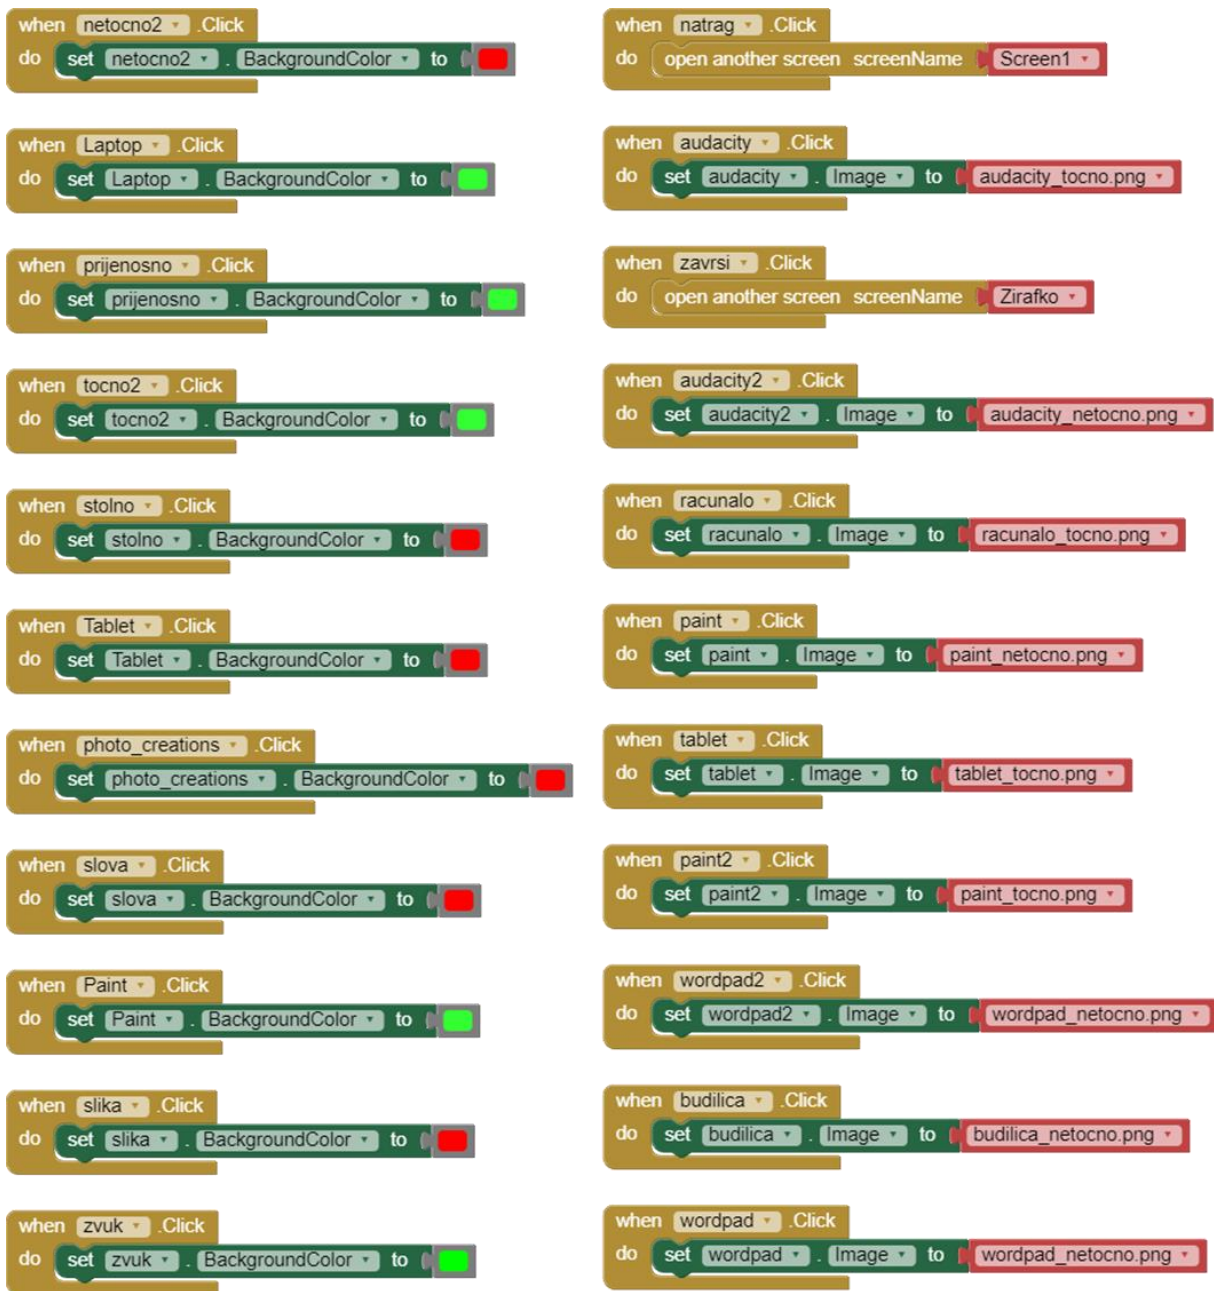 when netocno2 .Click
do set netocno2 . BackgroundColor to
when Laptop .Click
do set Laptop . BackgroundColor to
when prijenosno .Click
do set prijenosno . BackgroundColor to
when tocno2 .Click
do set tocno2 . BackgroundColor to
when stolno .Click
do set stolno . BackgroundColor to
when Tablet .Click
do set Tablet . BackgroundColor to
when photo_creations .Click
do set photo_creations . BackgroundColor to
when slova .Click
do set slova . BackgroundColor to
when Paint .Click
do set Paint . BackgroundColor to
when slika .Click
do set slika . BackgroundColor to
when zvuk .Click
do set zvuk . BackgroundColor to
when natrag .Click
do open another screen screenName Screen1
when audacity .Click
do set audacity . Image to audacity_tocno.png
when zavrsi .Click
do open another screen screenName Zirafko
when audacity2 .Click
do set audacity2 . Image to audacity_netocno.png
when racunalo .Click
do set racunalo . Image to racunalo_tocno.png
when paint .Click
do set paint . Image to paint_netocno.png
when tablet .Click
do set tablet . Image to tablet_tocno.png
when paint2 .Click
do set paint2 . Image to paint_tocno.png
when wordpad2 .Click
do set wordpad2 . Image to wordpad_netocno.png
when budilica .Click
do set budilica . Image to budilica_netocno.png
when wordpad .Click
do set wordpad . Image to wordpad_netocno.png